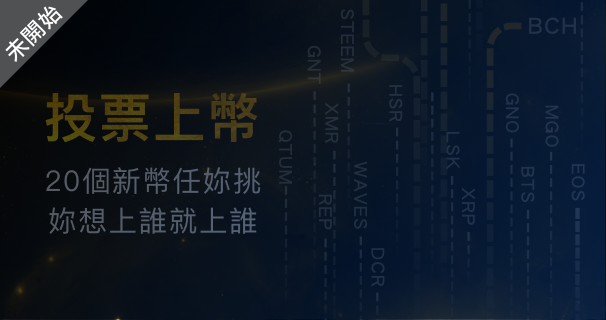 未開始
投票上幣
20個新幣任妳挑
妳想上誰就上誰
BCH
STEEM
GNT
HSR
XMR
GNO
MGO
QTUM
LSK
WAVES
BTS
EOS
REP
XRP
DCR